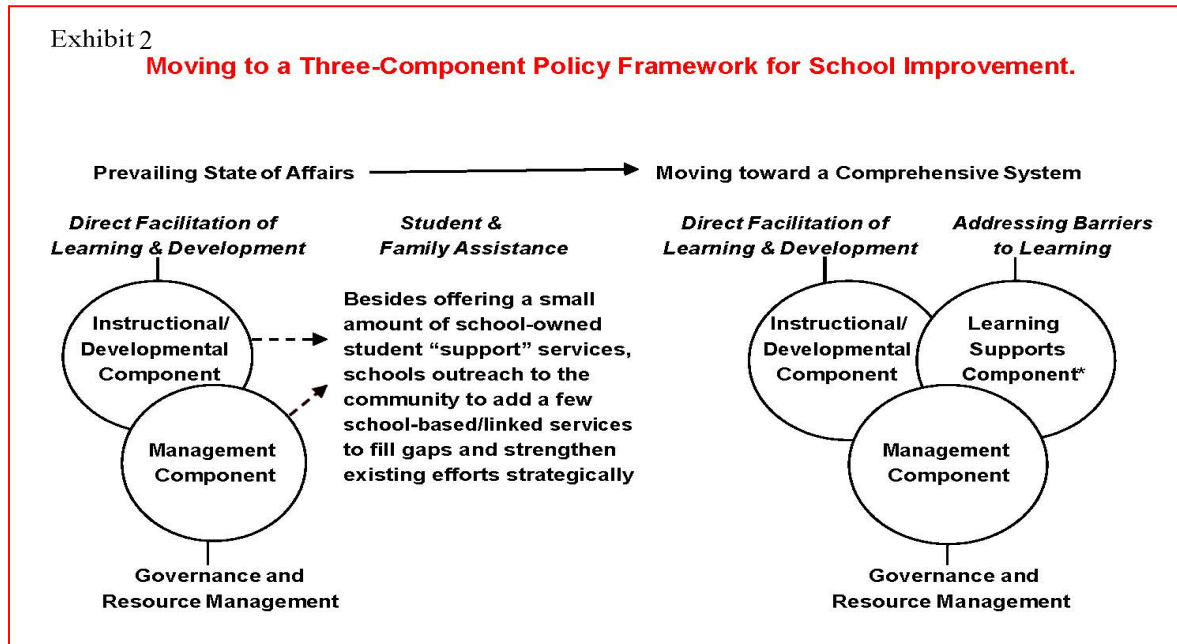 Exhibit 2
Moving to a Three-Component Policy Framework for School Improvement.
Prevailing State of Affairs
Moving toward a Comprehensive System
Direct Facilitation of
Learning & Development
Student &
Family Assistance
Instructional/
Developmental
Component
Management
Component
Governance and
Resource Management
Besides offering a small
amount of school-owned
student “support” services,
schools outreach to the
community to add a few
school-based/linked services
to fill gaps and strengthen
existing efforts strategically
Direct Facilitation of
Learning & Development
Addressing Barriers
to Learning
Instructional/
Developmental
Component
Learning
Supports
Component*
Management
Component
Governance and
Resource Management